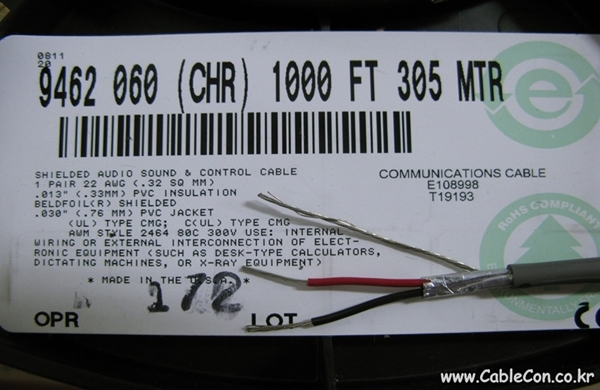 0811
20
9462 060 (CHR) 1000 FT 305 MTR
SHIELDED AUDIO SOUND & CONTROL CABLE
1 PAIR 22 AWG (.32 SQ MM)
.013" (.33MM) PVC INSULATION
BELDFOIL(R) SHIELDED
.030" (.76 MM) PVC JACKET
(UL) TYPE CMG; C(UL) TYPE CMG
AWM STYLE 2464 80C 300V USE: INTERNAL
WIRING OR EXTERNAL INTERCONNECTION OF ELECT-
RONIC EQUIPMENT (SUCH AS DESK-TYPE CALCULATORS,
DICTATING MACHINES, OR X-RAY EQUIPMENT)
* MADE IN THE U.S.A. *
COMMUNICATIONS CABLE
E108998
T19193
RoHS COMPLIANT
ENVIRONMENTALLY
172
OPR
LOT
www.CableCon.co.kr